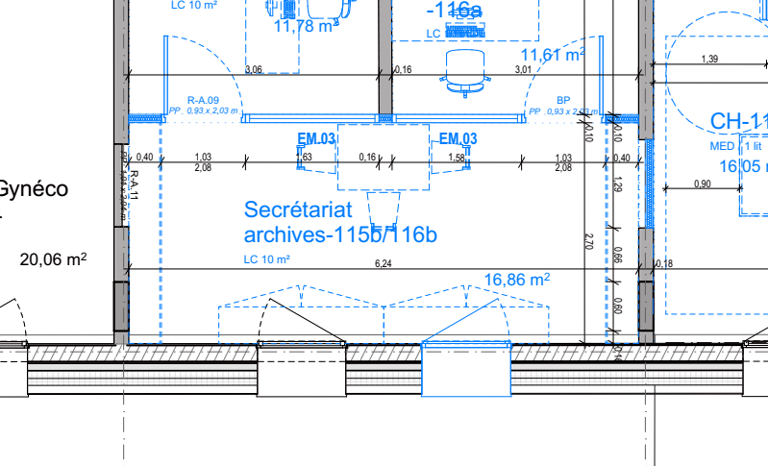 LC 10 m²
11,78 m²
-116a
LC
11,61 m²
3,06
0,16
3,01
1,39
R-A.09
PP 0,93 x 2,03 m
BP
PP 0,93 x 2,03 m
CH-11
MED 1 lit
16,05 m
EM.03
EM.03
0,10
0,10
0,40
1,03
2,08
1,63
0,16
1,58
1,03
2,08
0,40
R-A.11
1,29
0,90
Gynéco
20,06 m²
Secrétariat
archives-115b/116b
LC 10 m²
2,70
0,66
6,24
0,18
16,86 m²
0,60